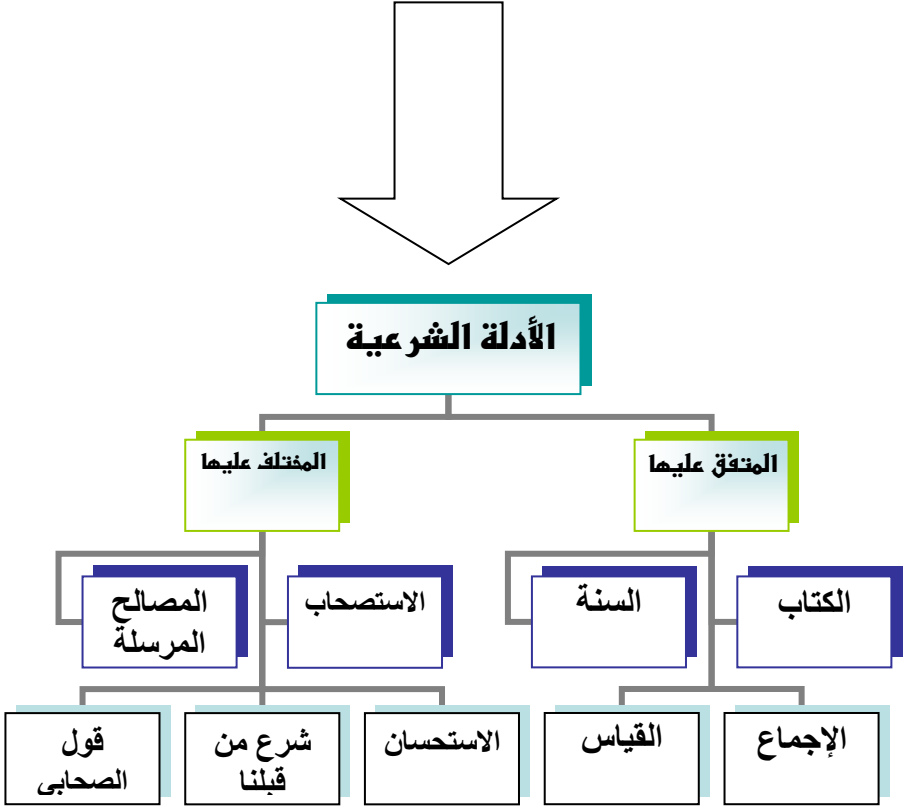 الأدلة الشرعية
المتفق عليها
المختلف عليها
الكتاب
السنة
الاستصحاب
المصالح
المرسلة
الإجماع
القياس
الاستحسان
شرع من
قبلنا
قول
الصحابي